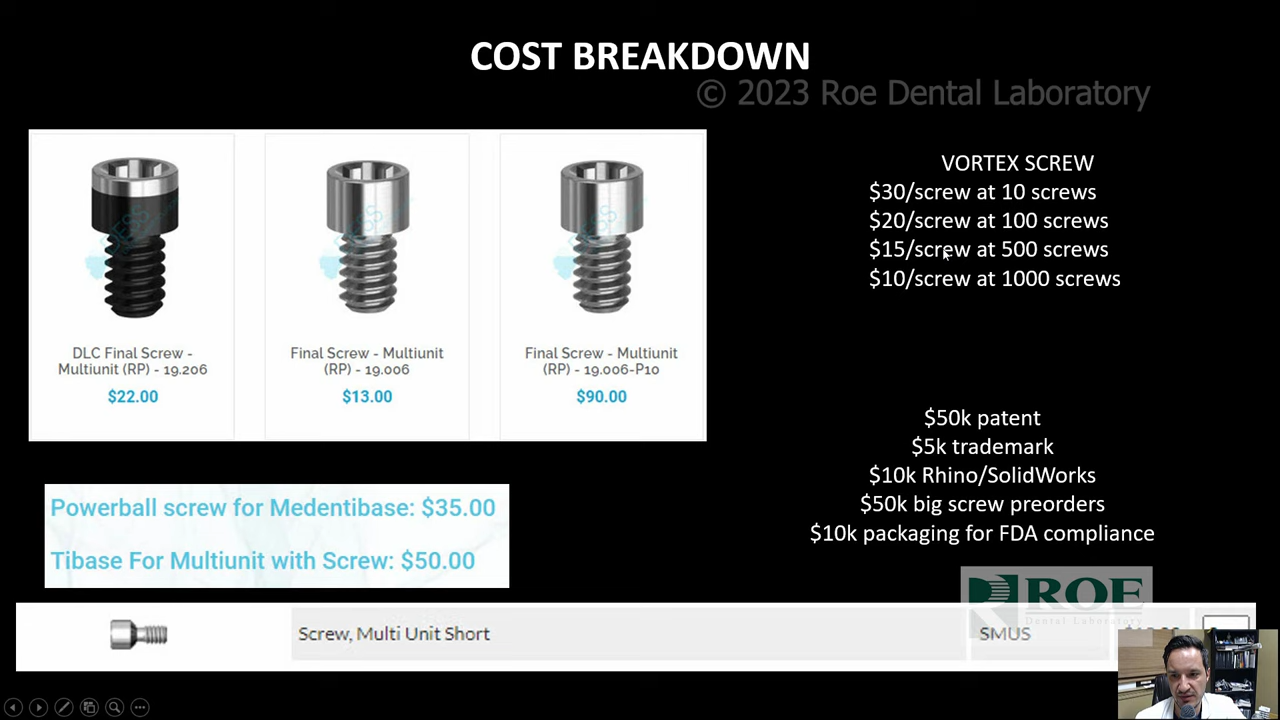 COST BREAKDOWN
© 2023 Roe Dental Laboratory
DLC Final Screw -
Multiunit (RP) - 19.206
$22.00
Final Screw - Multiunit
(RP) - 19.006
$13.00
Final Screw - Multiunit
(RP) - 19.006-P10
$90.00
VORTEX SCREW
$30/screw at 10 screws
$20/screw at 100 screws
$15/screw at 500 screws
$10/screw at 1000 screws
$50k patent
$5k trademark
$10k Rhino/SolidWorks
$50k big screw preorders
$10k packaging for FDA compliance
Powerball screw for Medentibase: $35.00
Tibase For Multiunit with Screw: $50.00
ROE
Dental Laboratory
Screw, Multi Unit Short
SMUS